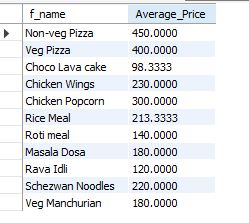 f_name Average_Price
Non-veg Pizza 450.0000
Veg Pizza 400.0000
Choco Lava cake 98.3333
Chicken Wings 230.0000
Chicken Popcorn 300.0000
Rice Meal 213.3333
Roti meal 140.0000
Masala Dosa 180.0000
Rava Idli 120.0000
Schezwan Noodles 220.0000
Veg Manchurian 180.0000